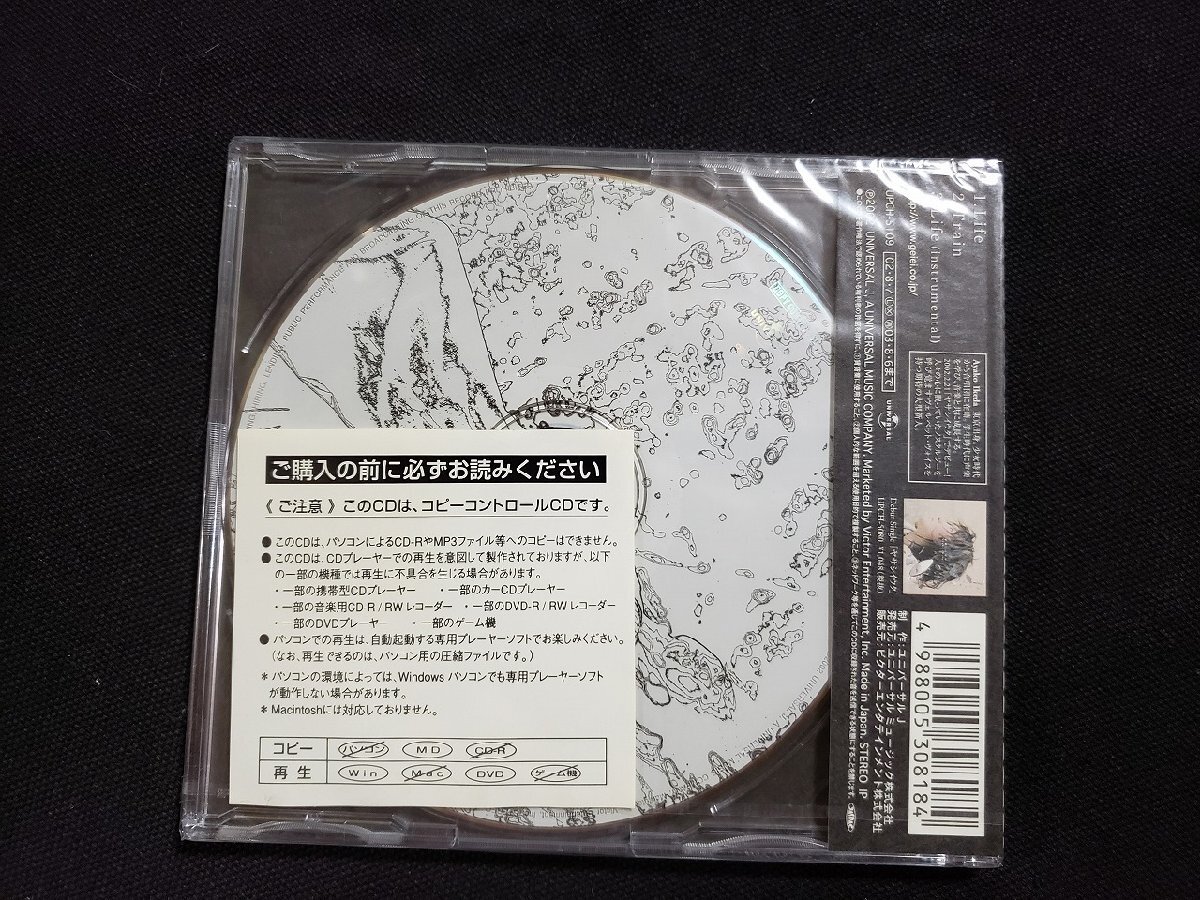 ご購入の前に必ずお読みください
《 ご注意 》このCDは、コピーコントロールCDです。
● このCDは、パソコンによるCD-RやMP3ファイル等へのコピーはできません。
● このCDは、CDプレーヤーでの再生を意図して製作されておりますが、以下
の一部の機種では再生に不具合を生じる場合があります。
・一部の携帯型CDプレーヤー ・一部のカーCDプレーヤー
・一部の音楽用CD R / RW レコーダー ・一部のDVD-R / RW レコーダー
・一部のDVDプレーヤー ・一部のゲーム機
● パソコンでの再生は、自動起動する専用プレーヤーソフトでお楽しみください。
(なお、再生できるのは、パソコン用の圧縮ファイルです。)
* パソコンの環境によっては、Windows パソコンでも専用プレーヤーソフト
が動作しない場合があります。
* Macintoshには対応しておりません。
コピー パソコン MD CD-R
再 生 Win Mac DVD ゲーム機
1. Life
2. Train
Life (instrumental)
www.geiei.co.jp/
UPCH-5109 02・8・7 03・8・6まで
UNIVERSAL
UNIVERSAL J, A UNIVERSAL MUSIC COMPANY. Marketed by Victor Entertainment, Inc. Made in Japan. STEREO JP
Ayako Ikeda
Debut Single
制 作:ユニバーサル J
発売元:ユニバーサル ミュージック株式会社
販売元:ビクターエンタテインメント株式会社
4 988005 308184